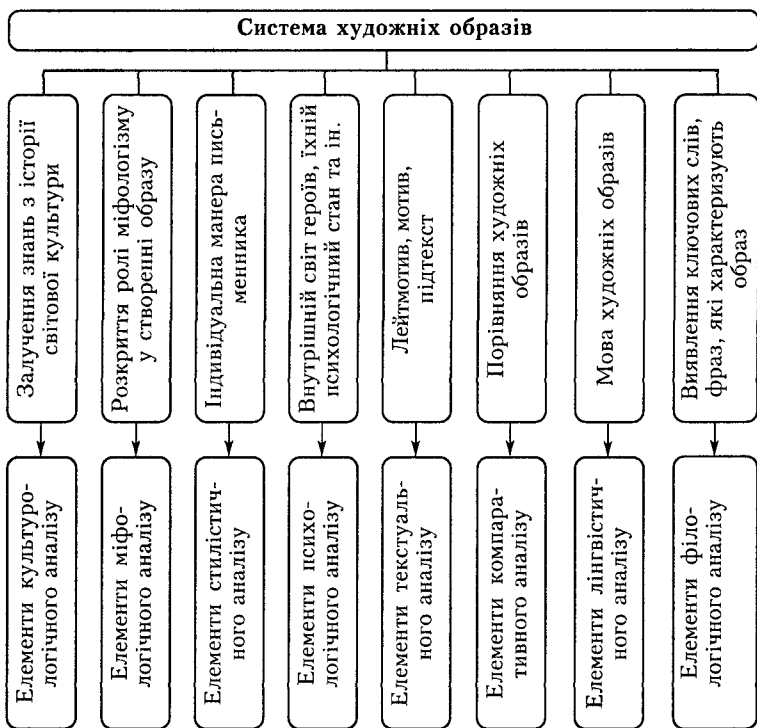 Система художніх образів
Залучення знань з історії
світової культури
Розкриття ролі міфологізму
у створенні образу
Індивідуальна манера пись-
менника
Внутрішній світ героїв, їхній
психологічний стан та ін.
Лейтмотив, мотив,
підтекст
Порівняння художніх
образів
Мова художніх образів
Виявлення ключових слів,
фраз, які характеризують
образ
Елементи культуро-
логічного аналізу
Елементи міфо-
логічного аналізу
Елементи стилістич-
ного аналізу
Елементи психо-
логічного аналізу
Елементи текстуаль-
ного аналізу
Елементи компара-
тивного аналізу
Елементи лінгвістич-
ного аналізу
Елементи філо-
логічного аналізу